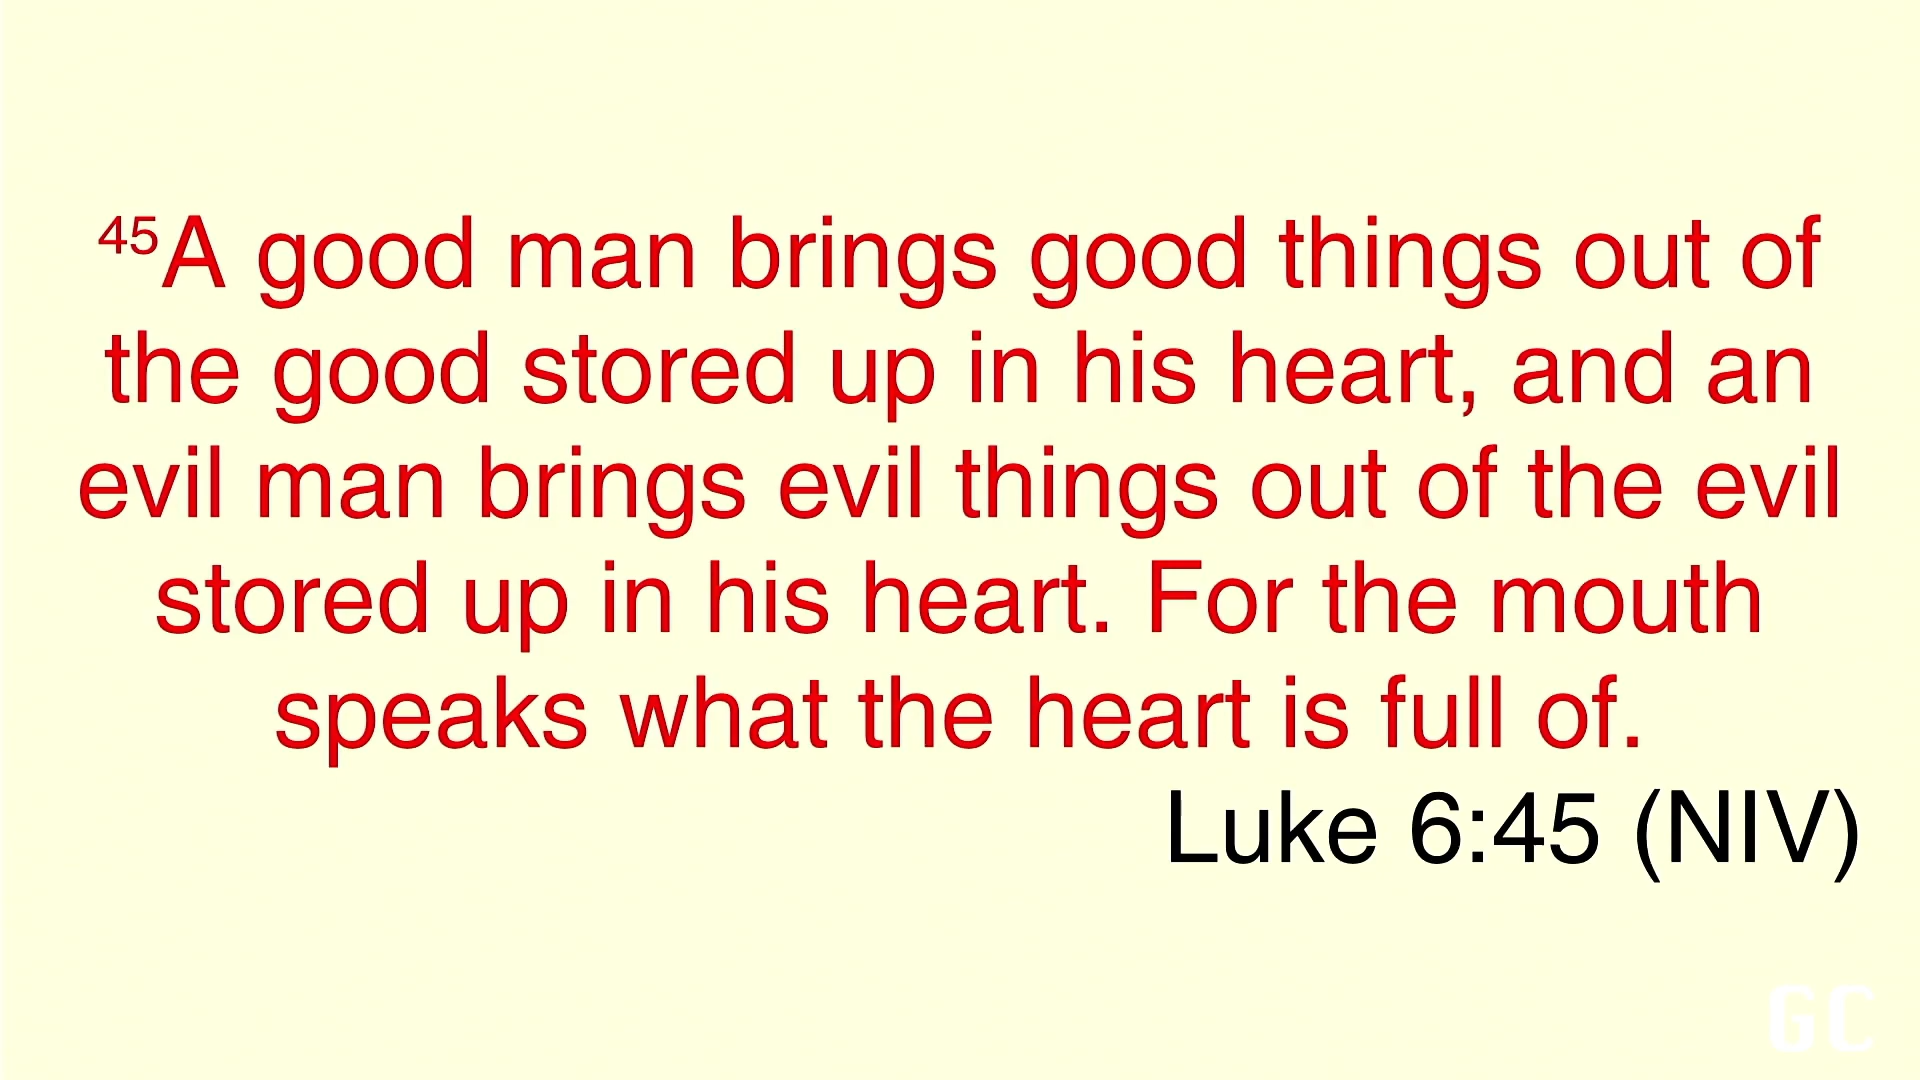 45A good man brings good things out of
the good stored up in his heart, and an
evil man brings evil things out of the evil
stored up in his heart. For the mouth
speaks what the heart is full of.
Luke 6:45 (NIV)
GC